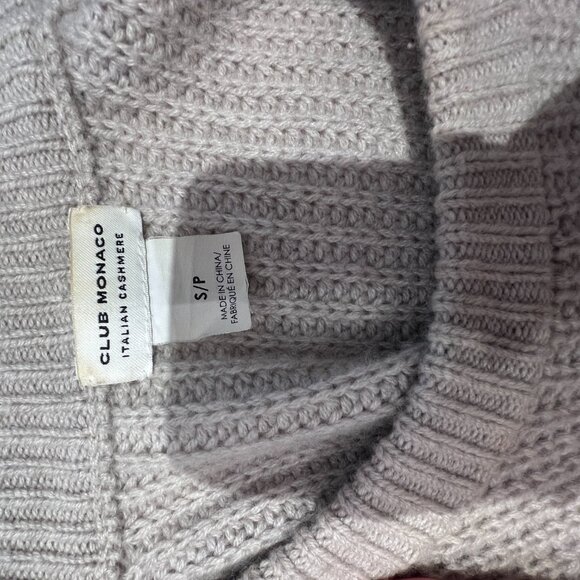 CLUB MONACO
ITALIAN CASHMERE
S/P
MADE IN CHINA/
FABRIQUÉ EN CHINE